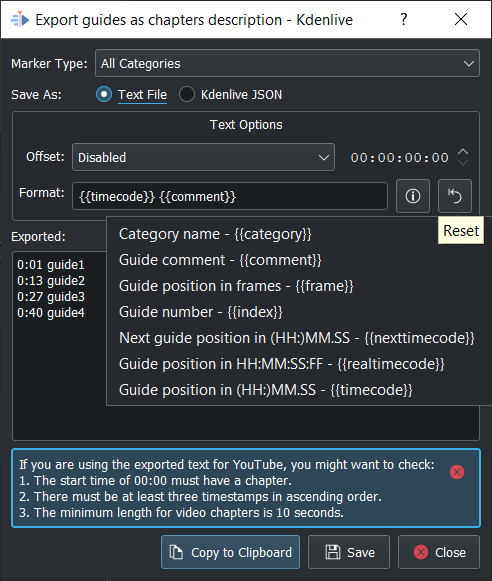 Export guides as chapters description - Kdenlive
Marker Type: All Categories
Save As: Text File Kdenlive JSON
Text Options
Offset: Disabled 00:00:00:00
Format: {{timecode}} {{comment}}
Reset
Exported:
Category name - {{category}}
Guide comment - {{comment}}
Guide position in frames - {{frame}}
Guide number - {{index}}
Next guide position in (HH:)MM.SS - {{nexttimecode}}
Guide position in HH:MM:SS:FF - {{realtimecode}}
Guide position in (HH:)MM.SS - {{timecode}}
0:01 guide1
0:13 guide2
0:27 guide3
0:40 guide4
If you are using the exported text for YouTube, you might want to check:
1. The start time of 00:00 must have a chapter.
2. There must be at least three timestamps in ascending order.
3. The minimum length for video chapters is 10 seconds.
Copy to Clipboard Save Close